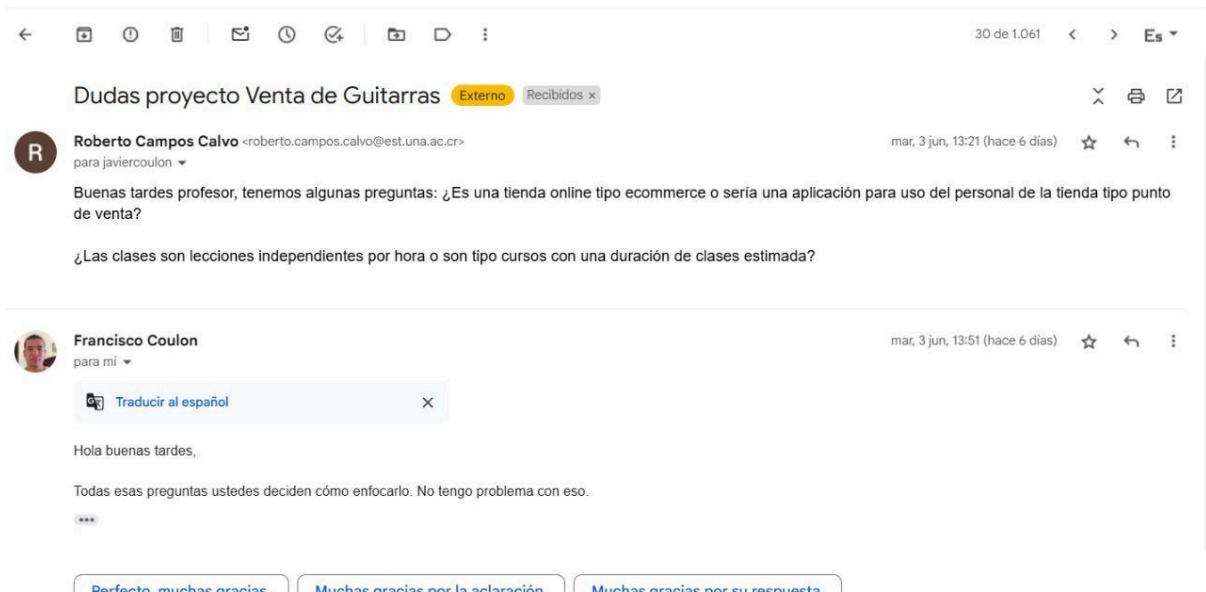 30 de 1.061
Es
Dudas proyecto Venta de Guitarras Externo Recibidos ×
R
Roberto Campos Calvo <roberto.campos.calvo@est.una.ac.cr> mar, 3 jun, 13:21 (hace 6 días)
para javiercoulon
Buenas tardes profesor, tenemos algunas preguntas: ¿Es una tienda online tipo ecommerce o sería una aplicación para uso del personal de la tienda tipo punto
de venta?
¿Las clases son lecciones independientes por hora o son tipo cursos con una duración de clases estimada?
Francisco Coulon mar, 3 jun, 13:51 (hace 6 días)
para mí
Traducir al español
Hola buenas tardes,
Todas esas preguntas ustedes deciden cómo enfocarlo. No tengo problema con eso.
Perfecto, muchas gracias. Muchas gracias por la aclaración. Muchas gracias por su respuesta.